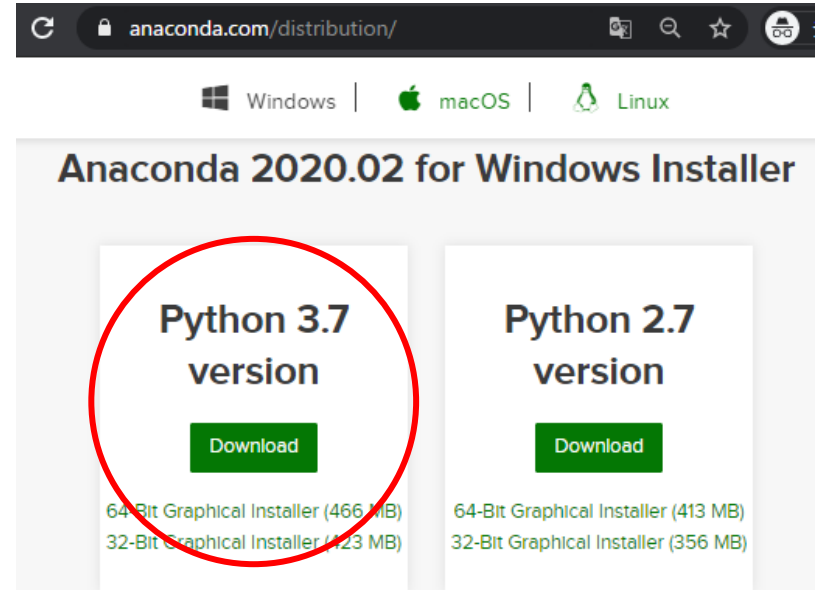 anaconda.com/distribution/
Windows | macOS | Linux
Anaconda 2020.02 for Windows Installer
Python 3.7
version
Download
64-Bit Graphical Installer (466 MB)
32-Bit Graphical Installer (423 MB)
Python 2.7
version
Download
64-Bit Graphical Installer (413 MB)
32-Bit Graphical Installer (356 MB)